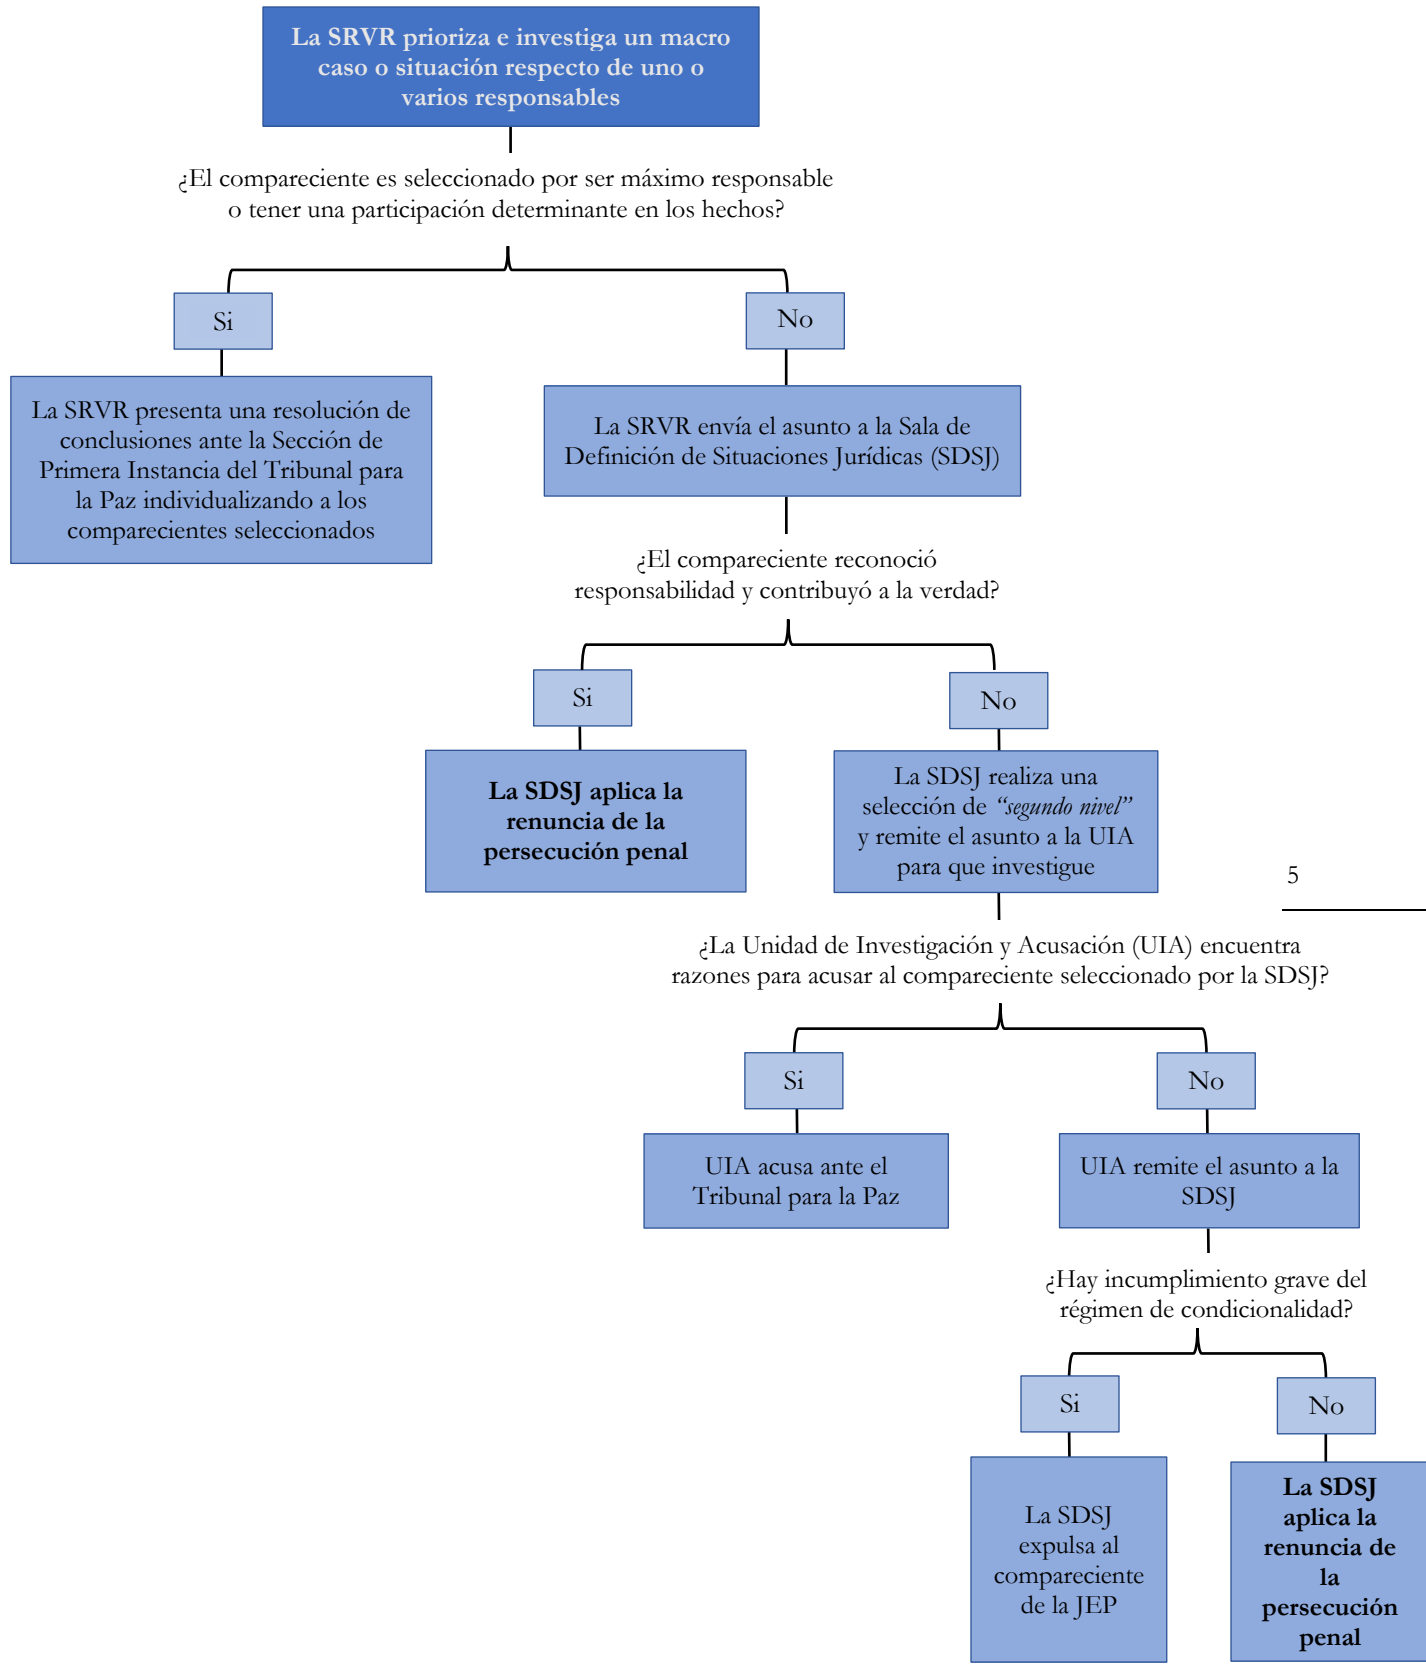 La SRVR prioriza e investiga un macro
caso o situación respecto de uno o
varios responsables
¿El compareciente es seleccionado por ser máximo responsable
o tener una participación determinante en los hechos?
Si
No
La SRVR presenta una resolución de
conclusiones ante la Sección de
Primera Instancia del Tribunal para
la Paz individualizando a los
comparecientes seleccionados
La SRVR envía el asunto a la Sala de
Definición de Situaciones Jurídicas (SDSJ)
¿El compareciente reconoció
responsabilidad y contribuyó a la verdad?
Si
No
La SDSJ aplica la
renuncia de la
persecución penal
La SDSJ realiza una
selección de “segundo nivel”
y remite el asunto a la UIA
para que investigue
5
¿La Unidad de Investigación y Acusación (UIA) encuentra
razones para acusar al compareciente seleccionado por la SDSJ?
Si
No
UIA acusa ante el
Tribunal para la Paz
UIA remite el asunto a la
SDSJ
¿Hay incumplimiento grave del
régimen de condicionalidad?
Si
No
La SDSJ
expulsa al
compareciente
de la JEP
La SDSJ
aplica la
renuncia de
la
persecución
penal